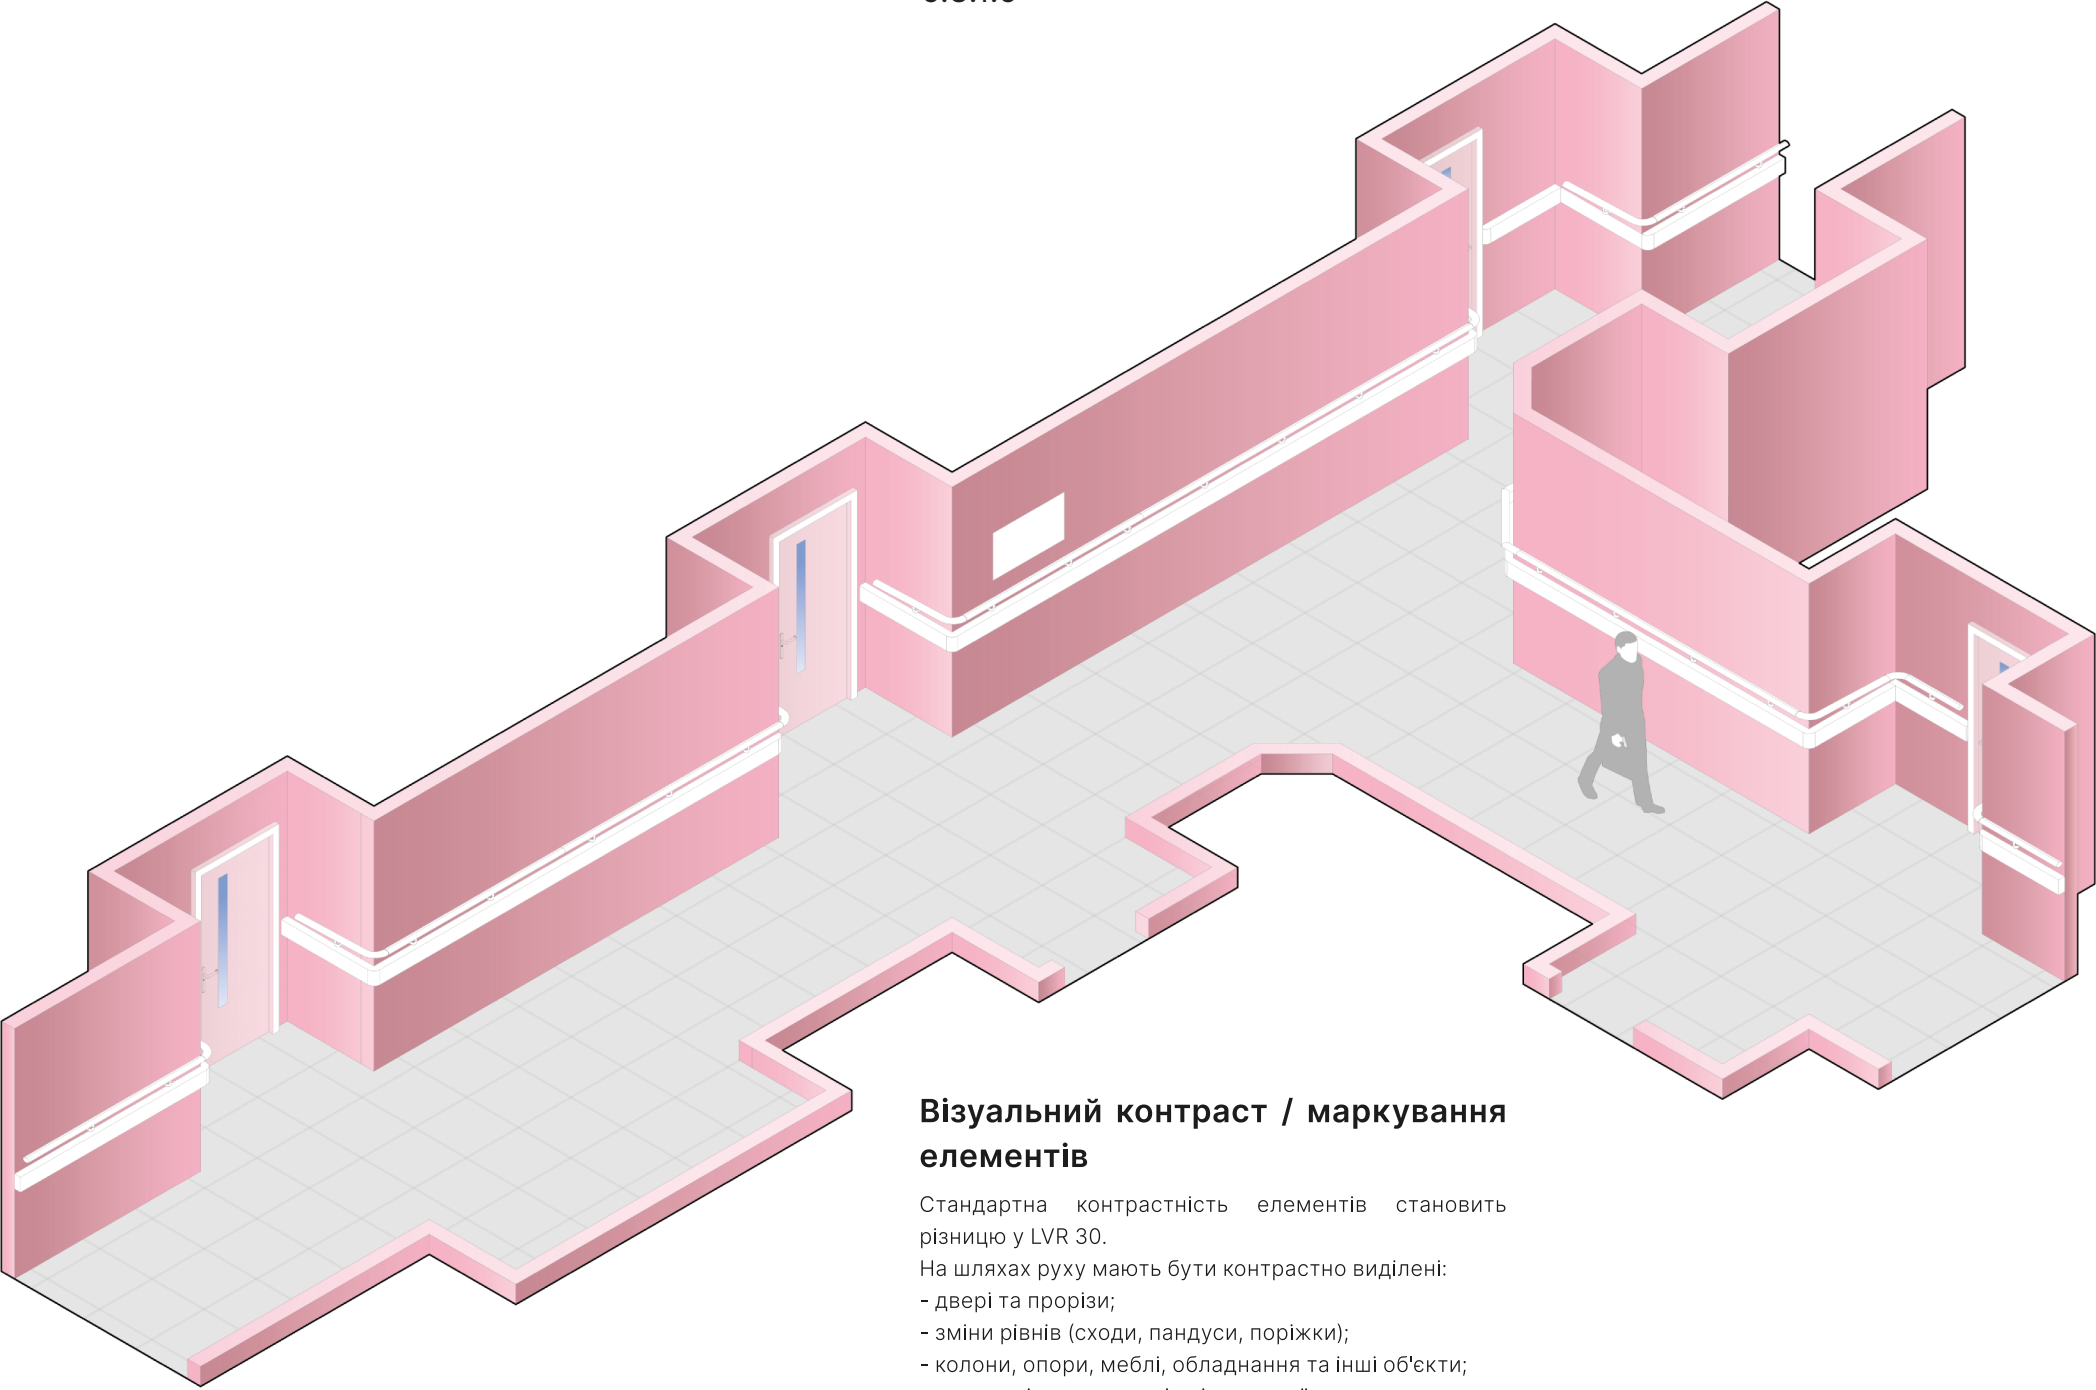 Візуальний контраст / маркування
елементів
Стандартна контрастність елементів становить
різницю у LVR 30.
На шляхах руху мають бути контрастно виділені:
- двері та прорізи;
- зміни рівнів (сходи, пандуси, поріжки);
- колони, опори, меблі, обладнання та інші об'єкти;